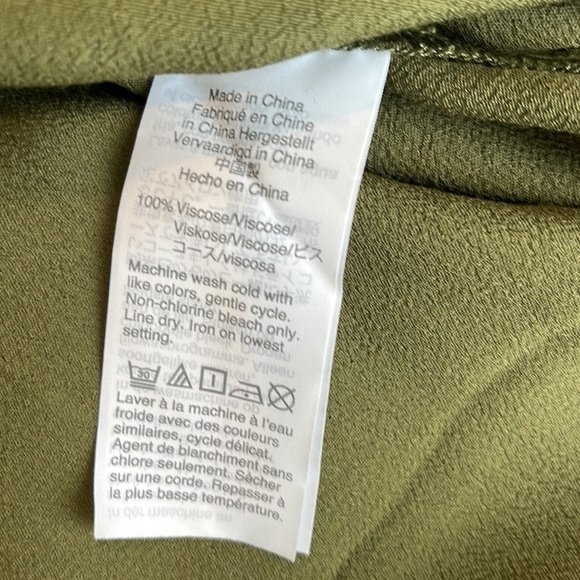 Made in China
Fabriqué en Chine
in China Hergestellt
Vervaardigd in China
中国製
Hecho en China
100% Viscose/Viscose/
Viskose/Viscose/ビス
コース/viscosa
Machine wash cold with
like colors, gentle cycle.
Non-chlorine bleach only.
Line dry. Iron on lowest
setting.
30
Laver à la machine à l'eau
froide avec des couleurs
similaires, cycle délicat.
Agent de blanchiment sans
chlore seulement. Sécher
sur une corde. Repasser à
la plus basse température.